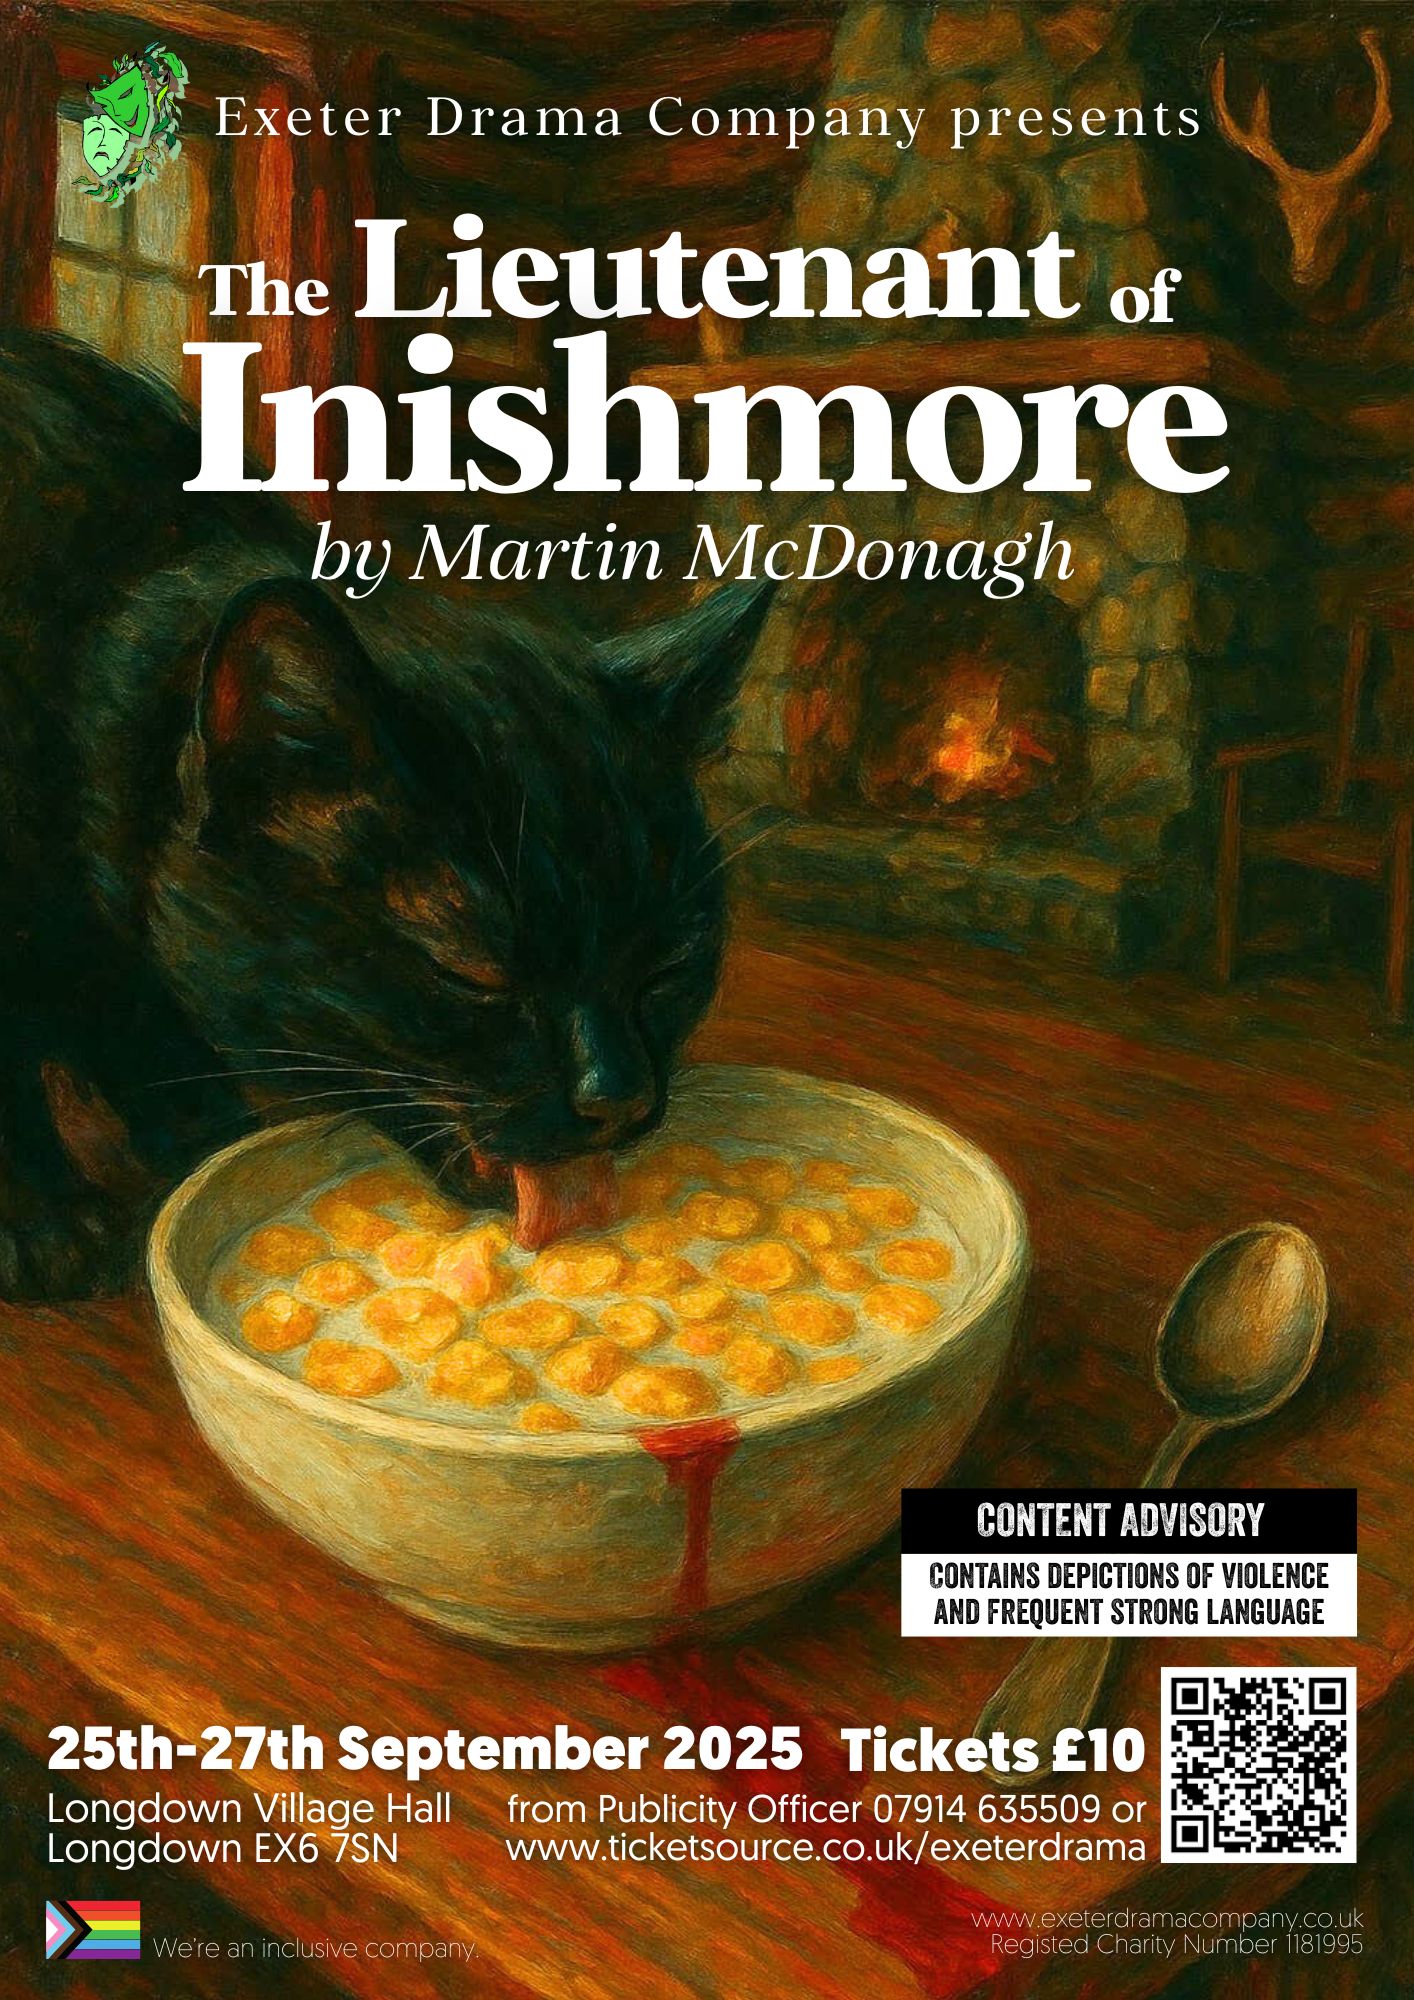 Exeter Drama Company presents
The Lieutenant of
Inishmore
by Martin McDonagh
CONTENT ADVISORY
CONTAINS DEPICTIONS OF VIOLENCE
AND FREQUENT STRONG LANGUAGE
25th-27th September 2025
Longdown Village Hall
Longdown EX6 7SN
Tickets £10
from Publicity Officer 07914 635509 or
www.ticketsource.co.uk/exeterdrama
We're an inclusive company.
www.exeterdramacompany.co.uk
Registed Charity Number 1181995